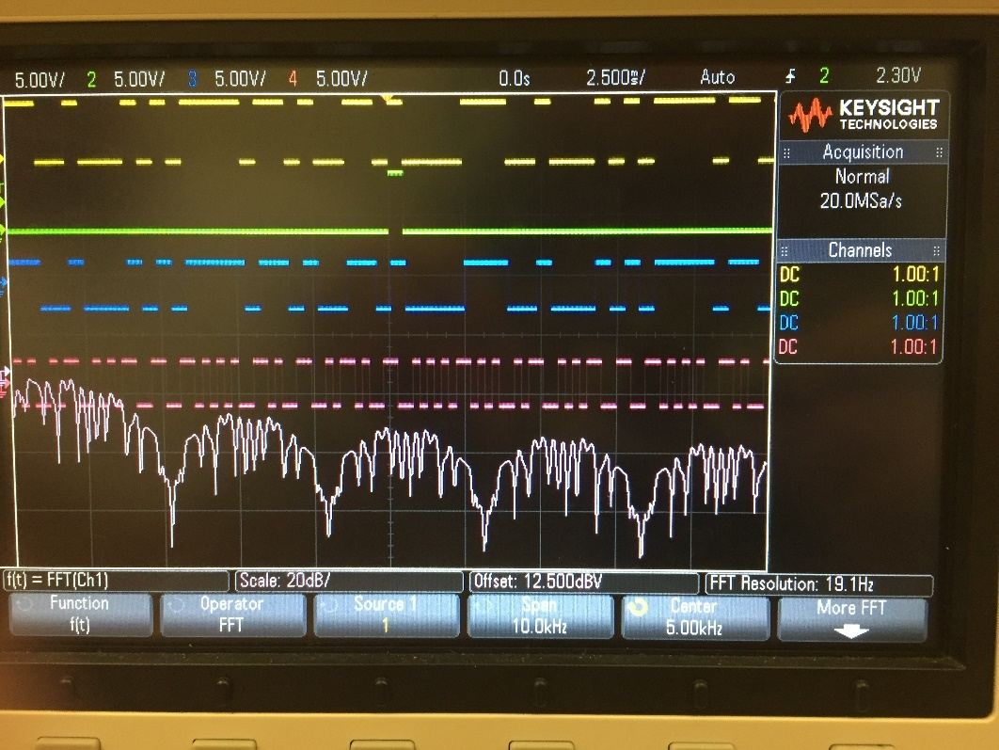 5.00V/ 2 5.00V/ 3 5.00V/ 4 5.00V/ 0.0s 2.500ms/ Auto 2 2.30V
KEYSIGHT
TECHNOLOGIES
Acquisition
Normal
20.0MSa/s
Channels
DC 1.00:1
DC 1.00:1
DC 1.00:1
DC 1.00:1
f(t) = FFT(Ch1) Scale: 20dB/ Offset: 12.500dBV FFT Resolution: 19.1Hz
Function Operator Source 1 Span Center More FFT
f(t) FFT 1 10.0kHz 5.00kHz